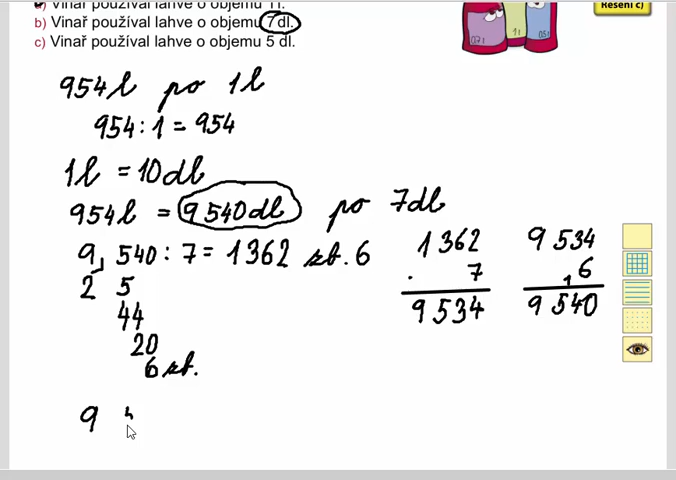 a) Vinař používal lahve o objemu 1l.
b) Vinař používal lahve o objemu 7 dl.
c) Vinař používal lahve o objemu 5 dl.
Řešení c)
0,7 l 1 l 0,5 l
954 l po 1 l
954 : 1 = 954
1 l = 10 dl
954 l = 9 540 dl po 7 dl
9 540 : 7 = 1362 zb. 6
2 5
44
20
6 zb.
1 362
. 7
9 534
9 534
6
9 540
9